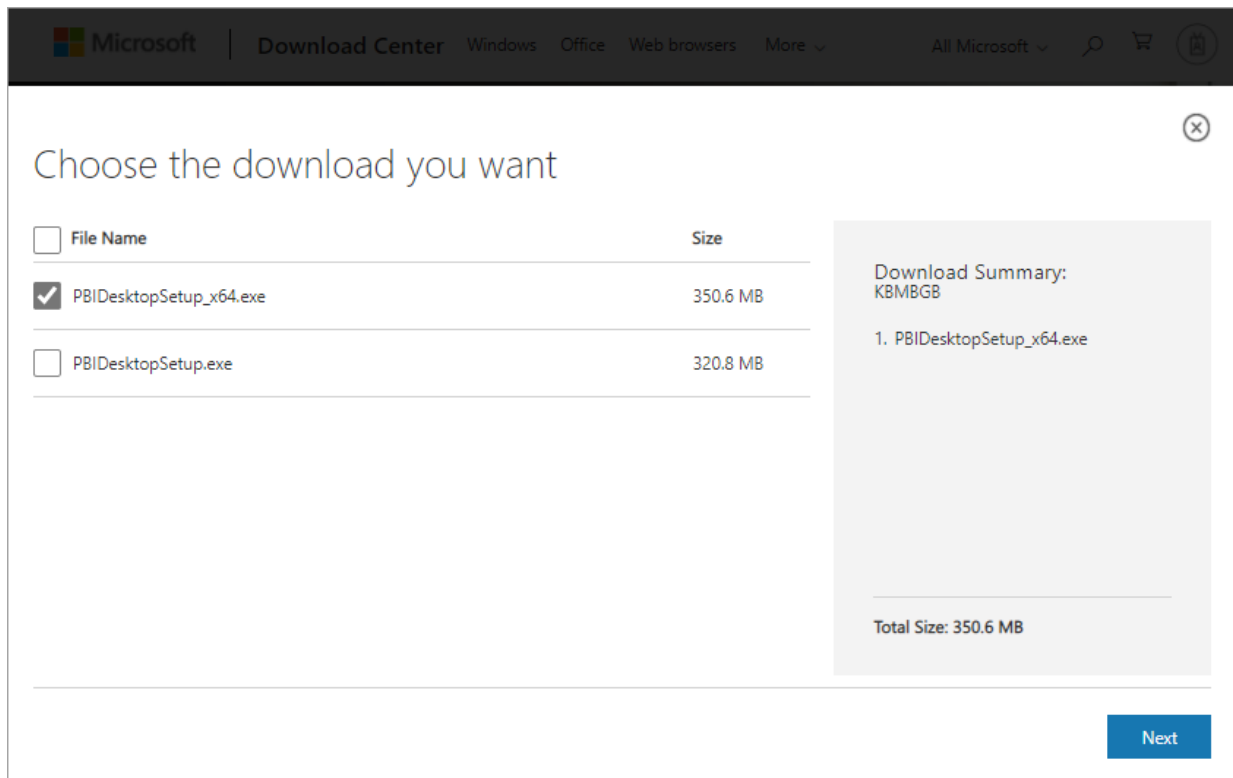 Microsoft Download Center Windows Office Web browsers More All Microsoft
Choose the download you want
File Name Size
PBIDesktopSetup_x64.exe 350.6 MB
PBIDesktopSetup.exe 320.8 MB
Download Summary:
KBMBGB
1. PBIDesktopSetup_x64.exe
Total Size: 350.6 MB
Next